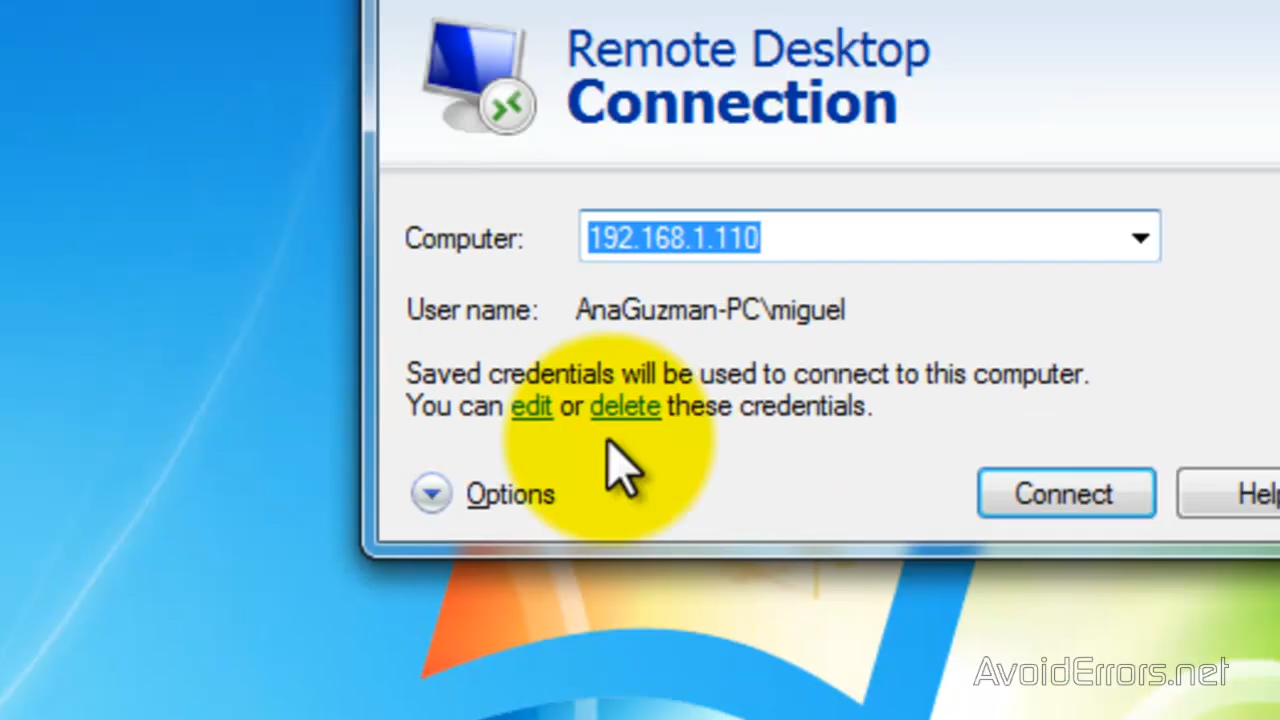 Remote Desktop
Connection
Computer: 192.168.1.110
User name: AnaGuzman-PC\miguel
Saved credentials will be used to connect to this computer.
You can edit or delete these credentials.
Options Connect Help
AvoidErrors.net